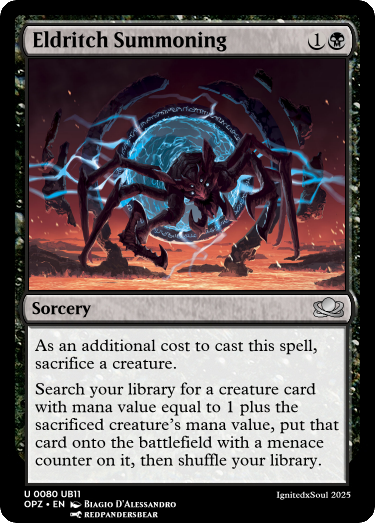 Eldritch Summoning 1
Sorcery
As an additional cost to cast this spell,
sacrifice a creature.
Search your library for a creature card
with mana value equal to 1 plus the
sacrificed creature's mana value, put that
card onto the battlefield with a menace
counter on it, then shuffle your library.
U 0080 UB11
OPZ • EN Biagio D'Alessandro
redpandersbear
IgnitedxSoul 2025